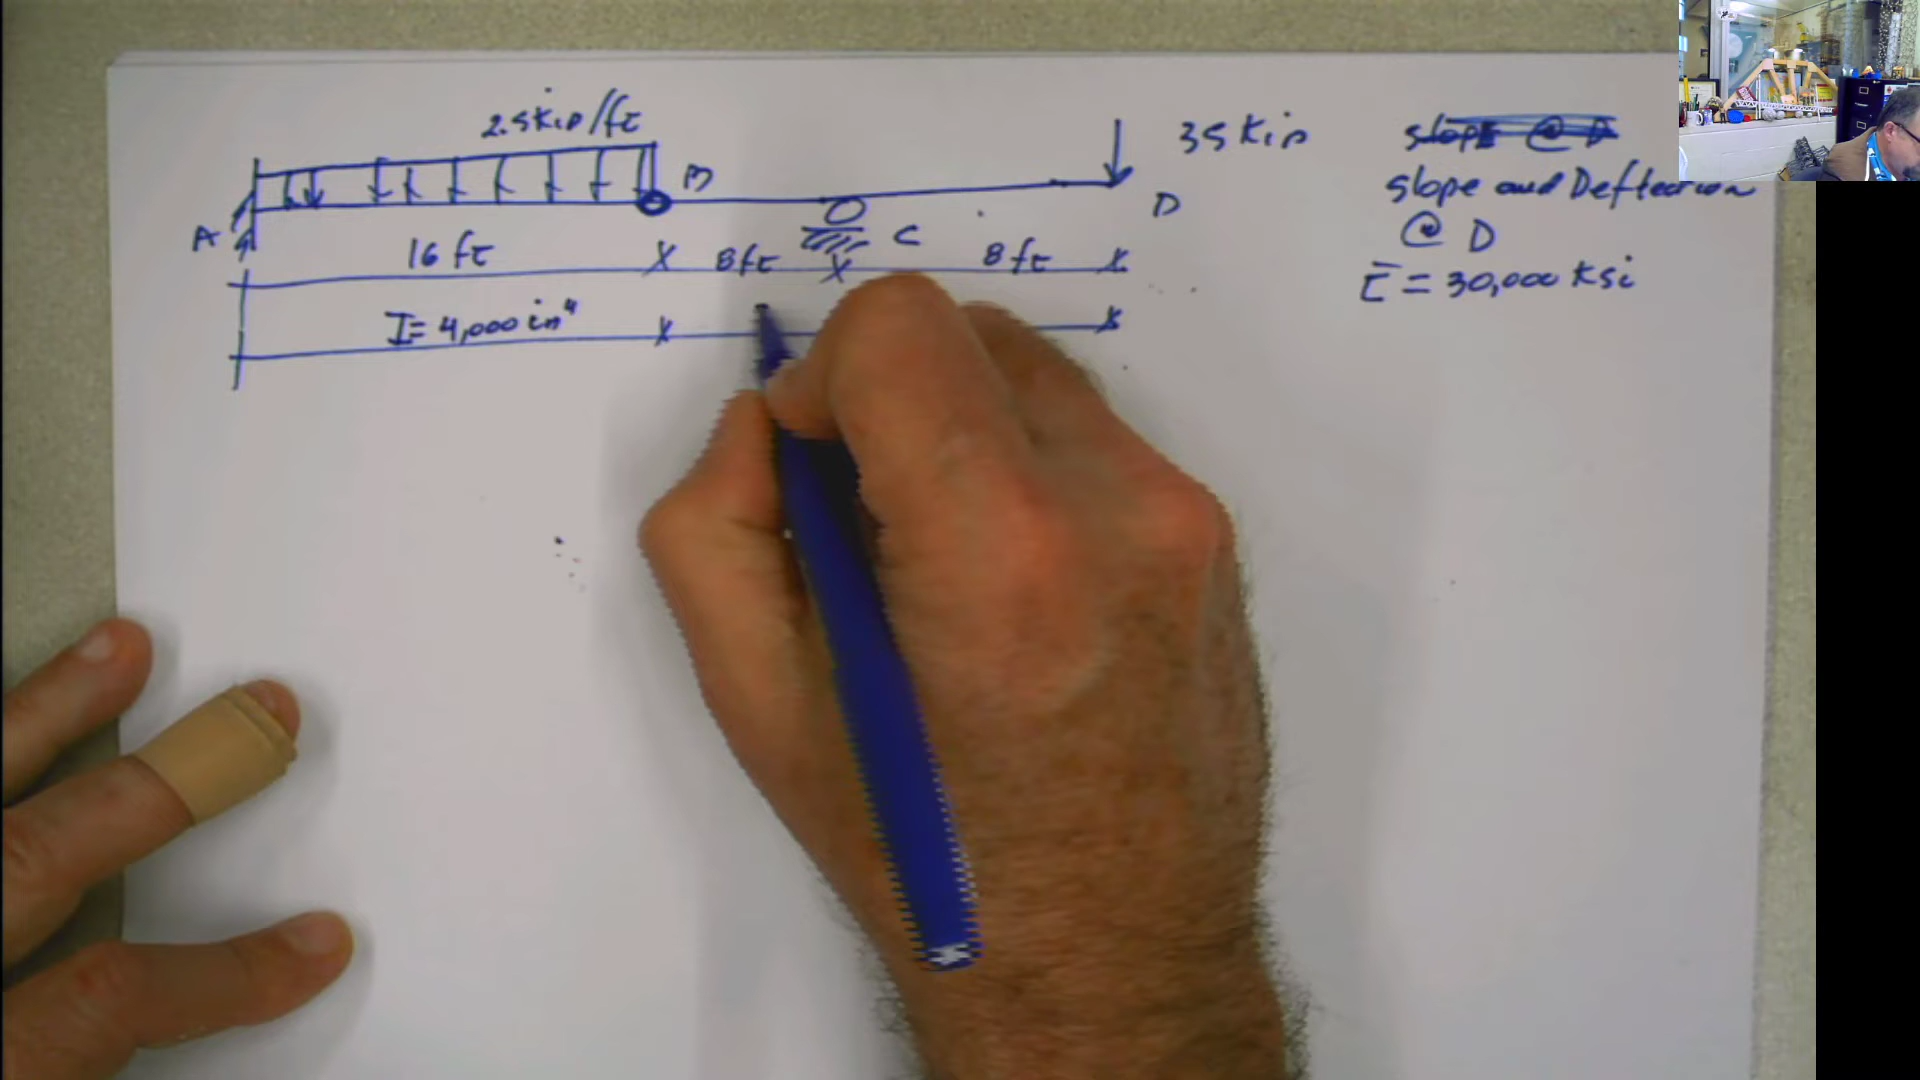 2.5 kip/ft
B
35 kip
A
D
C
16 ft
8 ft
8 ft
I = 4,000 in⁴
slope @ D
slope and Deflection
@ D
E = 30,000 ksi